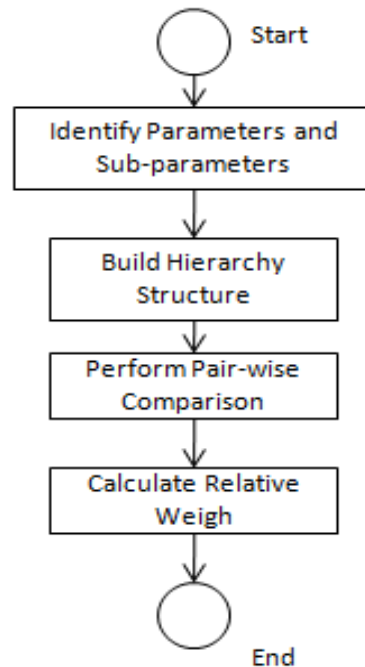 Start
Identify Parameters and
Sub-parameters
Build Hierarchy
Structure
Perform Pair-wise
Comparison
Calculate Relative
Weigh
End